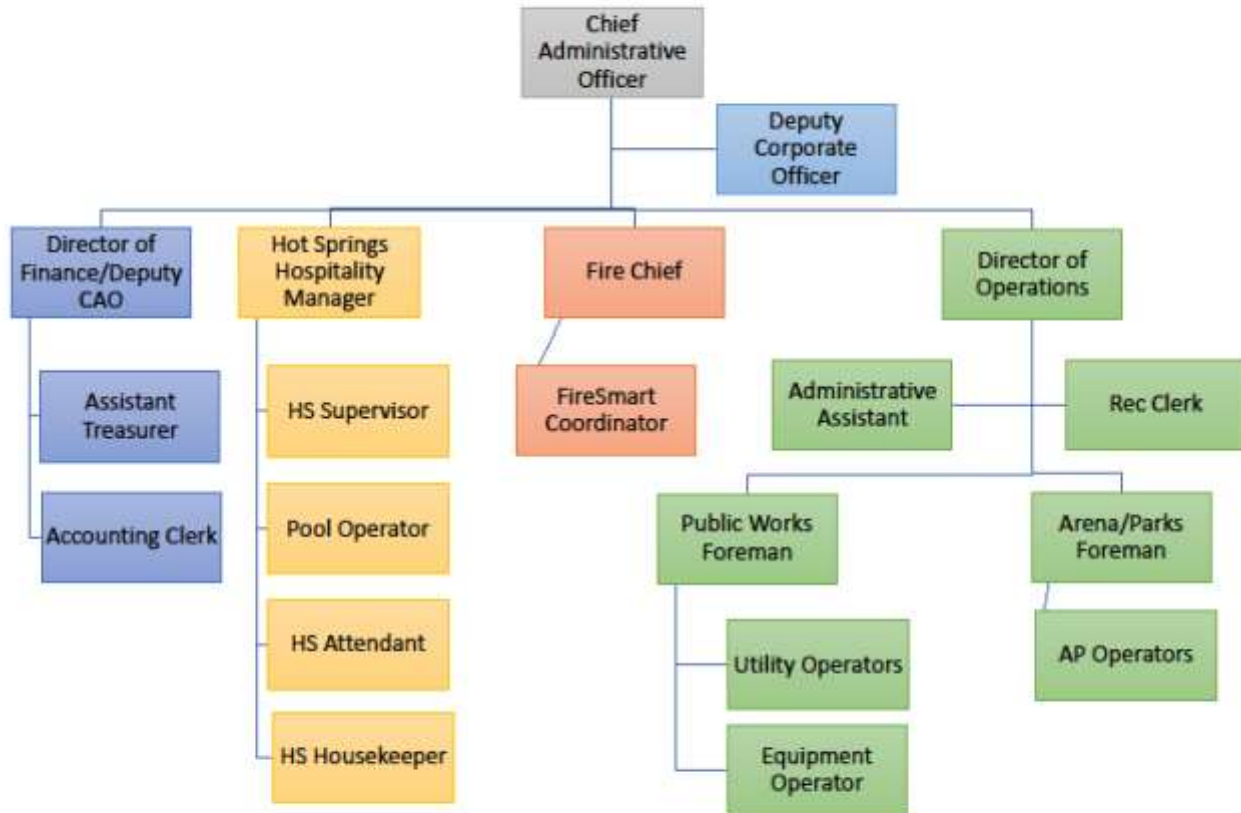 Chief
Administrative
Officer
Deputy
Corporate
Officer
Director of
Finance/Deputy
CAO
Hot Springs
Hospitality
Manager
Fire Chief
Director of
Operations
Assistant
Treasurer
Accounting Clerk
HS Supervisor
Pool Operator
HS Attendant
HS Housekeeper
FireSmart
Coordinator
Administrative
Assistant
Rec Clerk
Public Works
Foreman
Arena/Parks
Foreman
Utility Operators
Equipment
Operator
AP Operators